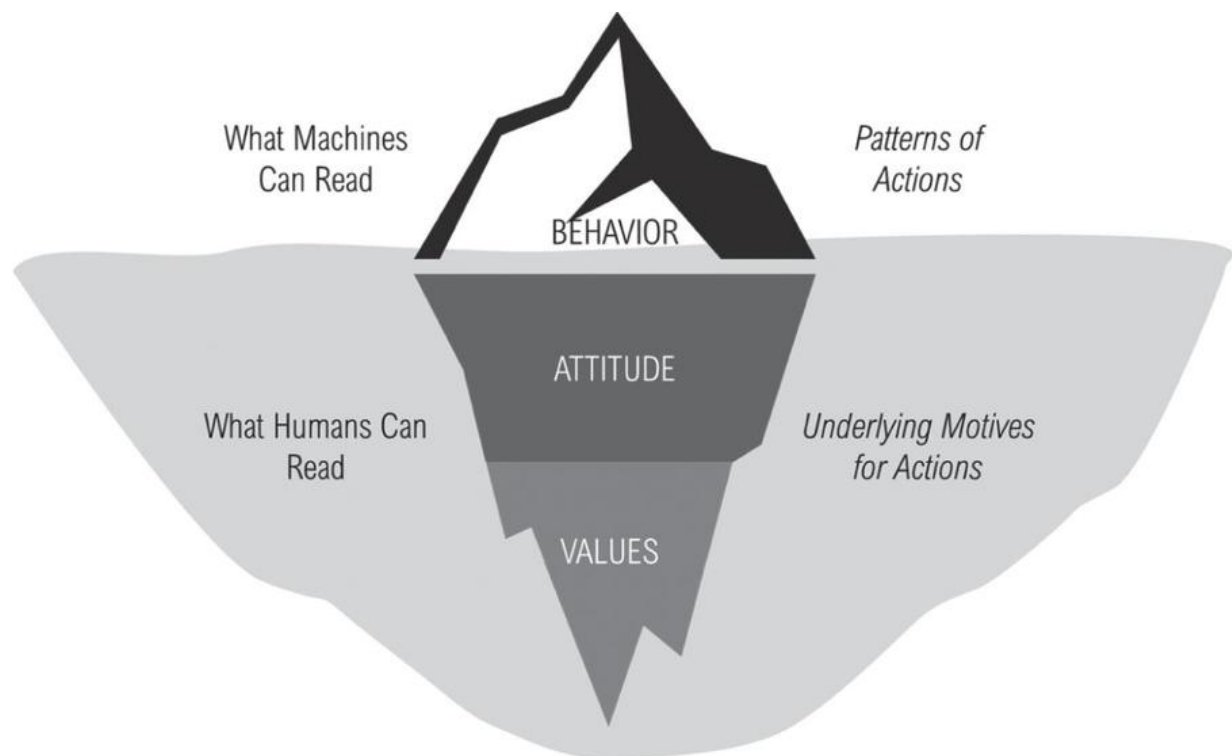 What Machines
Can Read
Patterns of
Actions
BEHAVIOR
ATTITUDE
What Humans Can
Read
Underlying Motives
for Actions
VALUES